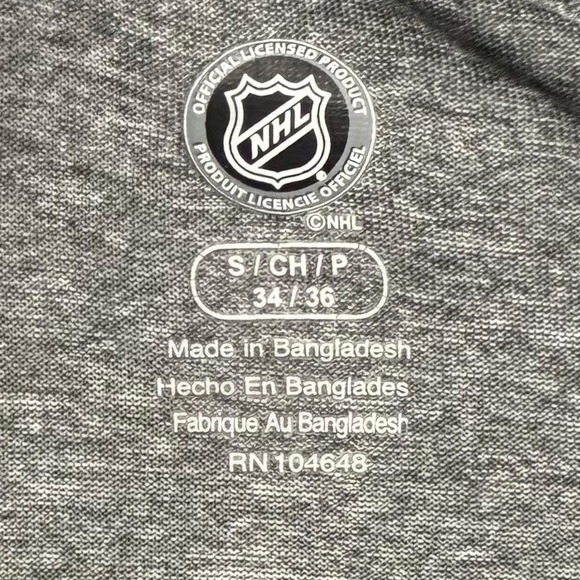 OFFICIAL LICENSED PRODUCT
NHL
®
PRODUIT LICENCIE OFFICIEL
©NHL
S / CH / P
34 / 36
Made in Bangladesh
Hecho En Banglades
Fabrique Au Bangladesh
RN 104648